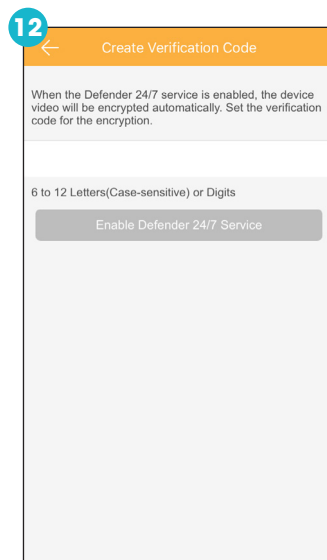 12
Create Verification Code
When the Defender 24/7 service is enabled, the device
video will be encrypted automatically. Set the verification
code for the encryption.
6 to 12 Letters(Case-sensitive) or Digits
Enable Defender 24/7 Service